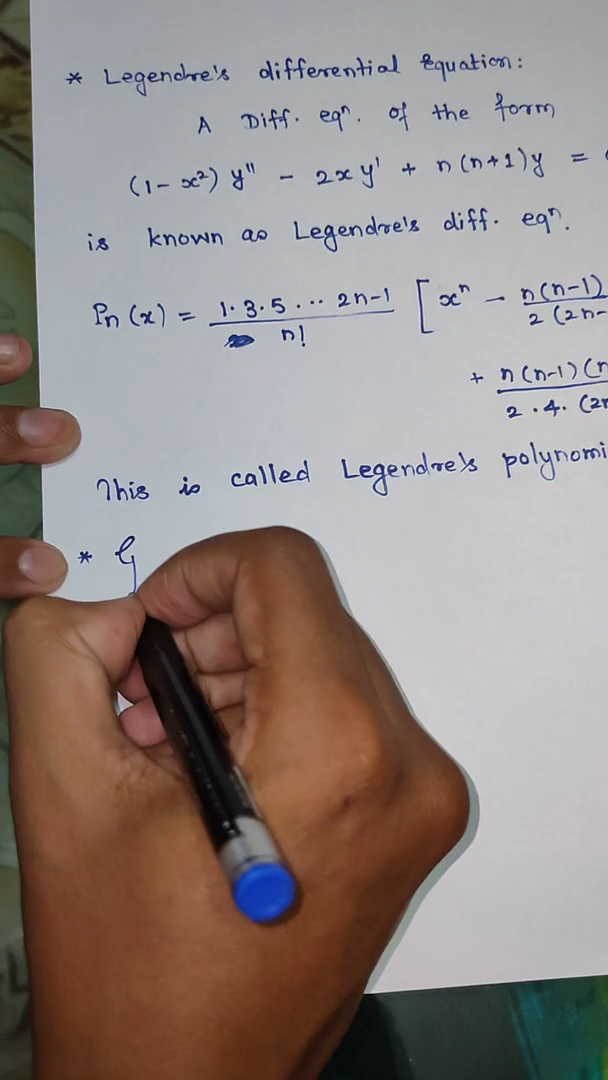 * Legendre's differential Equation:
A Diff. eqⁿ. of the form
(1-x²) y" - 2xy' + n(n+1)y =
is known as Legendre's diff. eqⁿ.
Pn(x) = 1.3.5... 2n-1 / n! [xⁿ - n(n-1) / 2(2n-
+ n(n-1)(n / 2.4.(2n
This is called Legendre's polynomi
* G